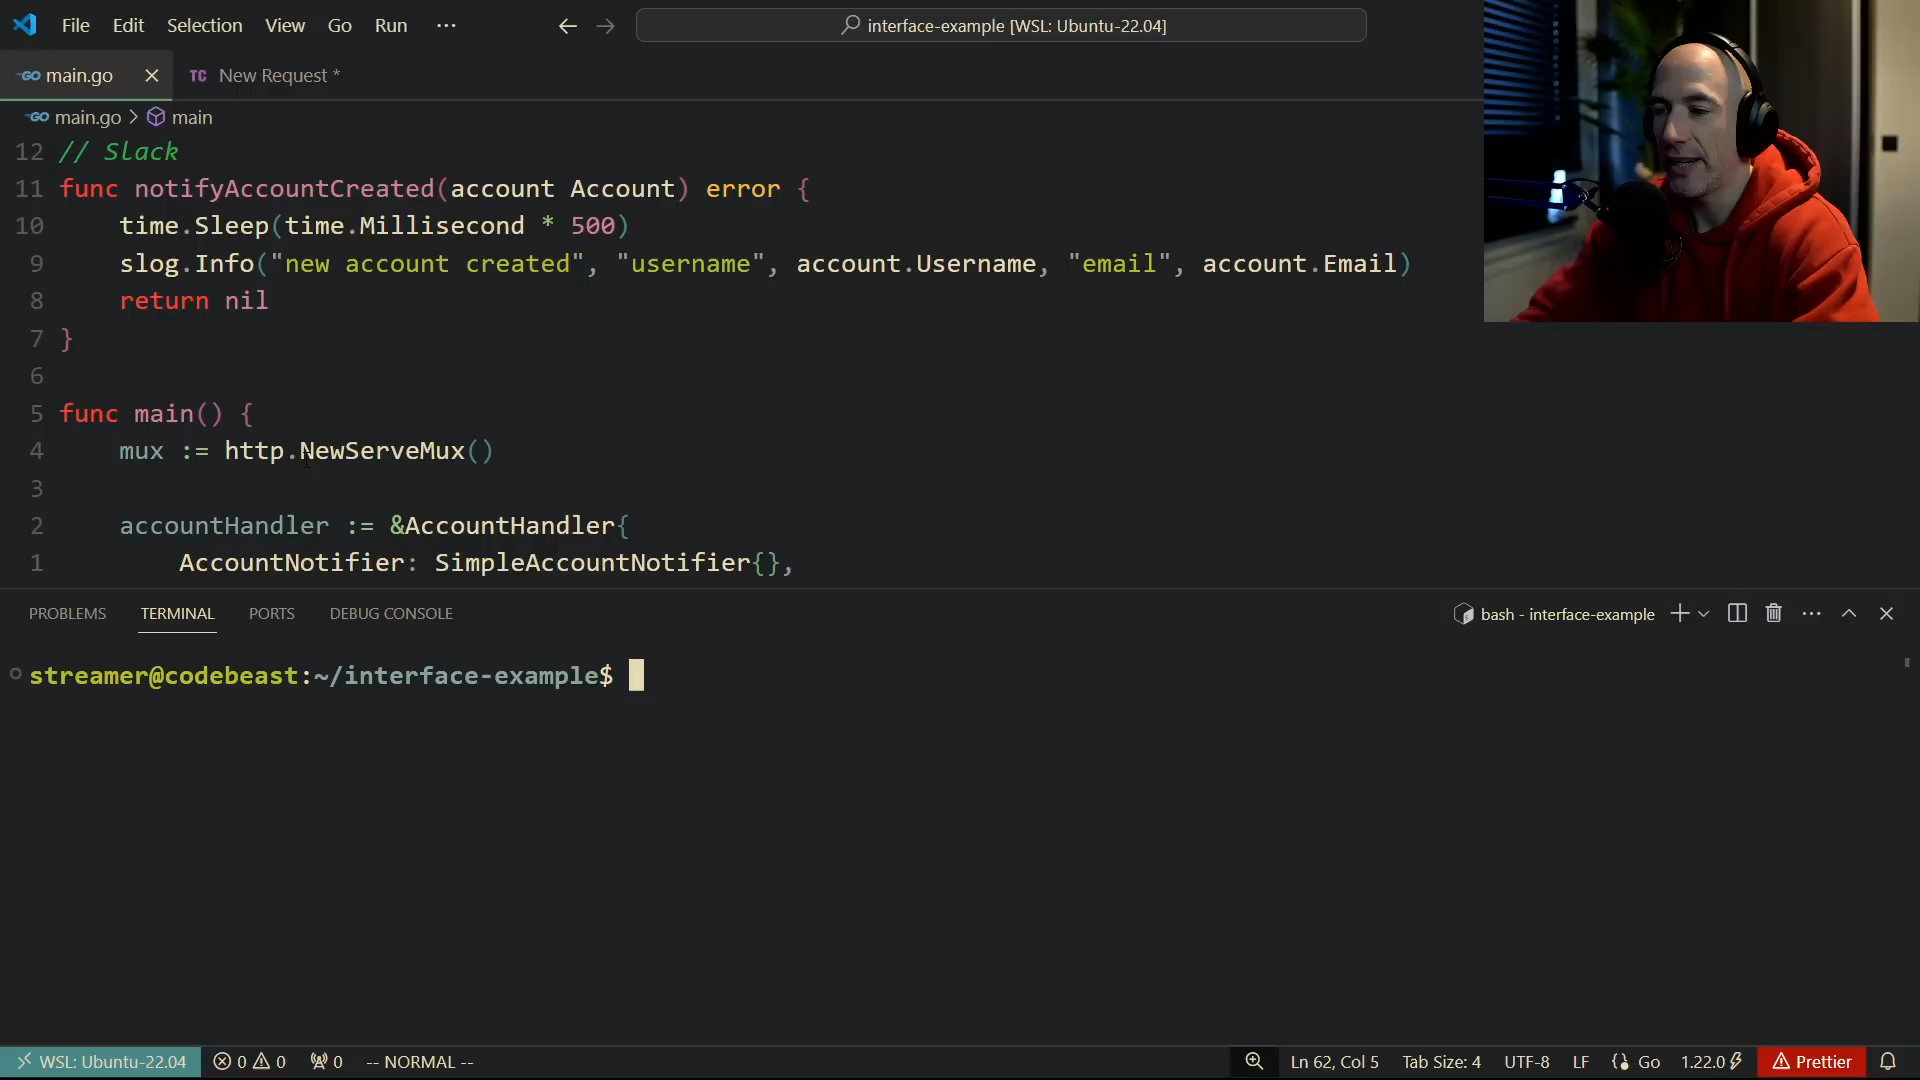 File Edit Selection View Go Run ··· interface-example [WSL: Ubuntu-22.04]
GO main.go TC New Request *
GO main.go > main
12 // Slack
11 func notifyAccountCreated(account Account) error {
10 time.Sleep(time.Millisecond * 500)
9 slog.Info("new account created", "username", account.Username, "email", account.Email)
8 return nil
7 }
6
5 func main() {
4 mux := http.NewServeMux()
3
2 accountHandler := &AccountHandler{
1 AccountNotifier: SimpleAccountNotifier{},
PROBLEMS TERMINAL PORTS DEBUG CONSOLE bash - interface-example
streamer@codebeast:~/interface-example$
WSL: Ubuntu-22.04 0 0 0 -- NORMAL -- Ln 62, Col 5 Tab Size: 4 UTF-8 LF Go 1.22.0 Prettier